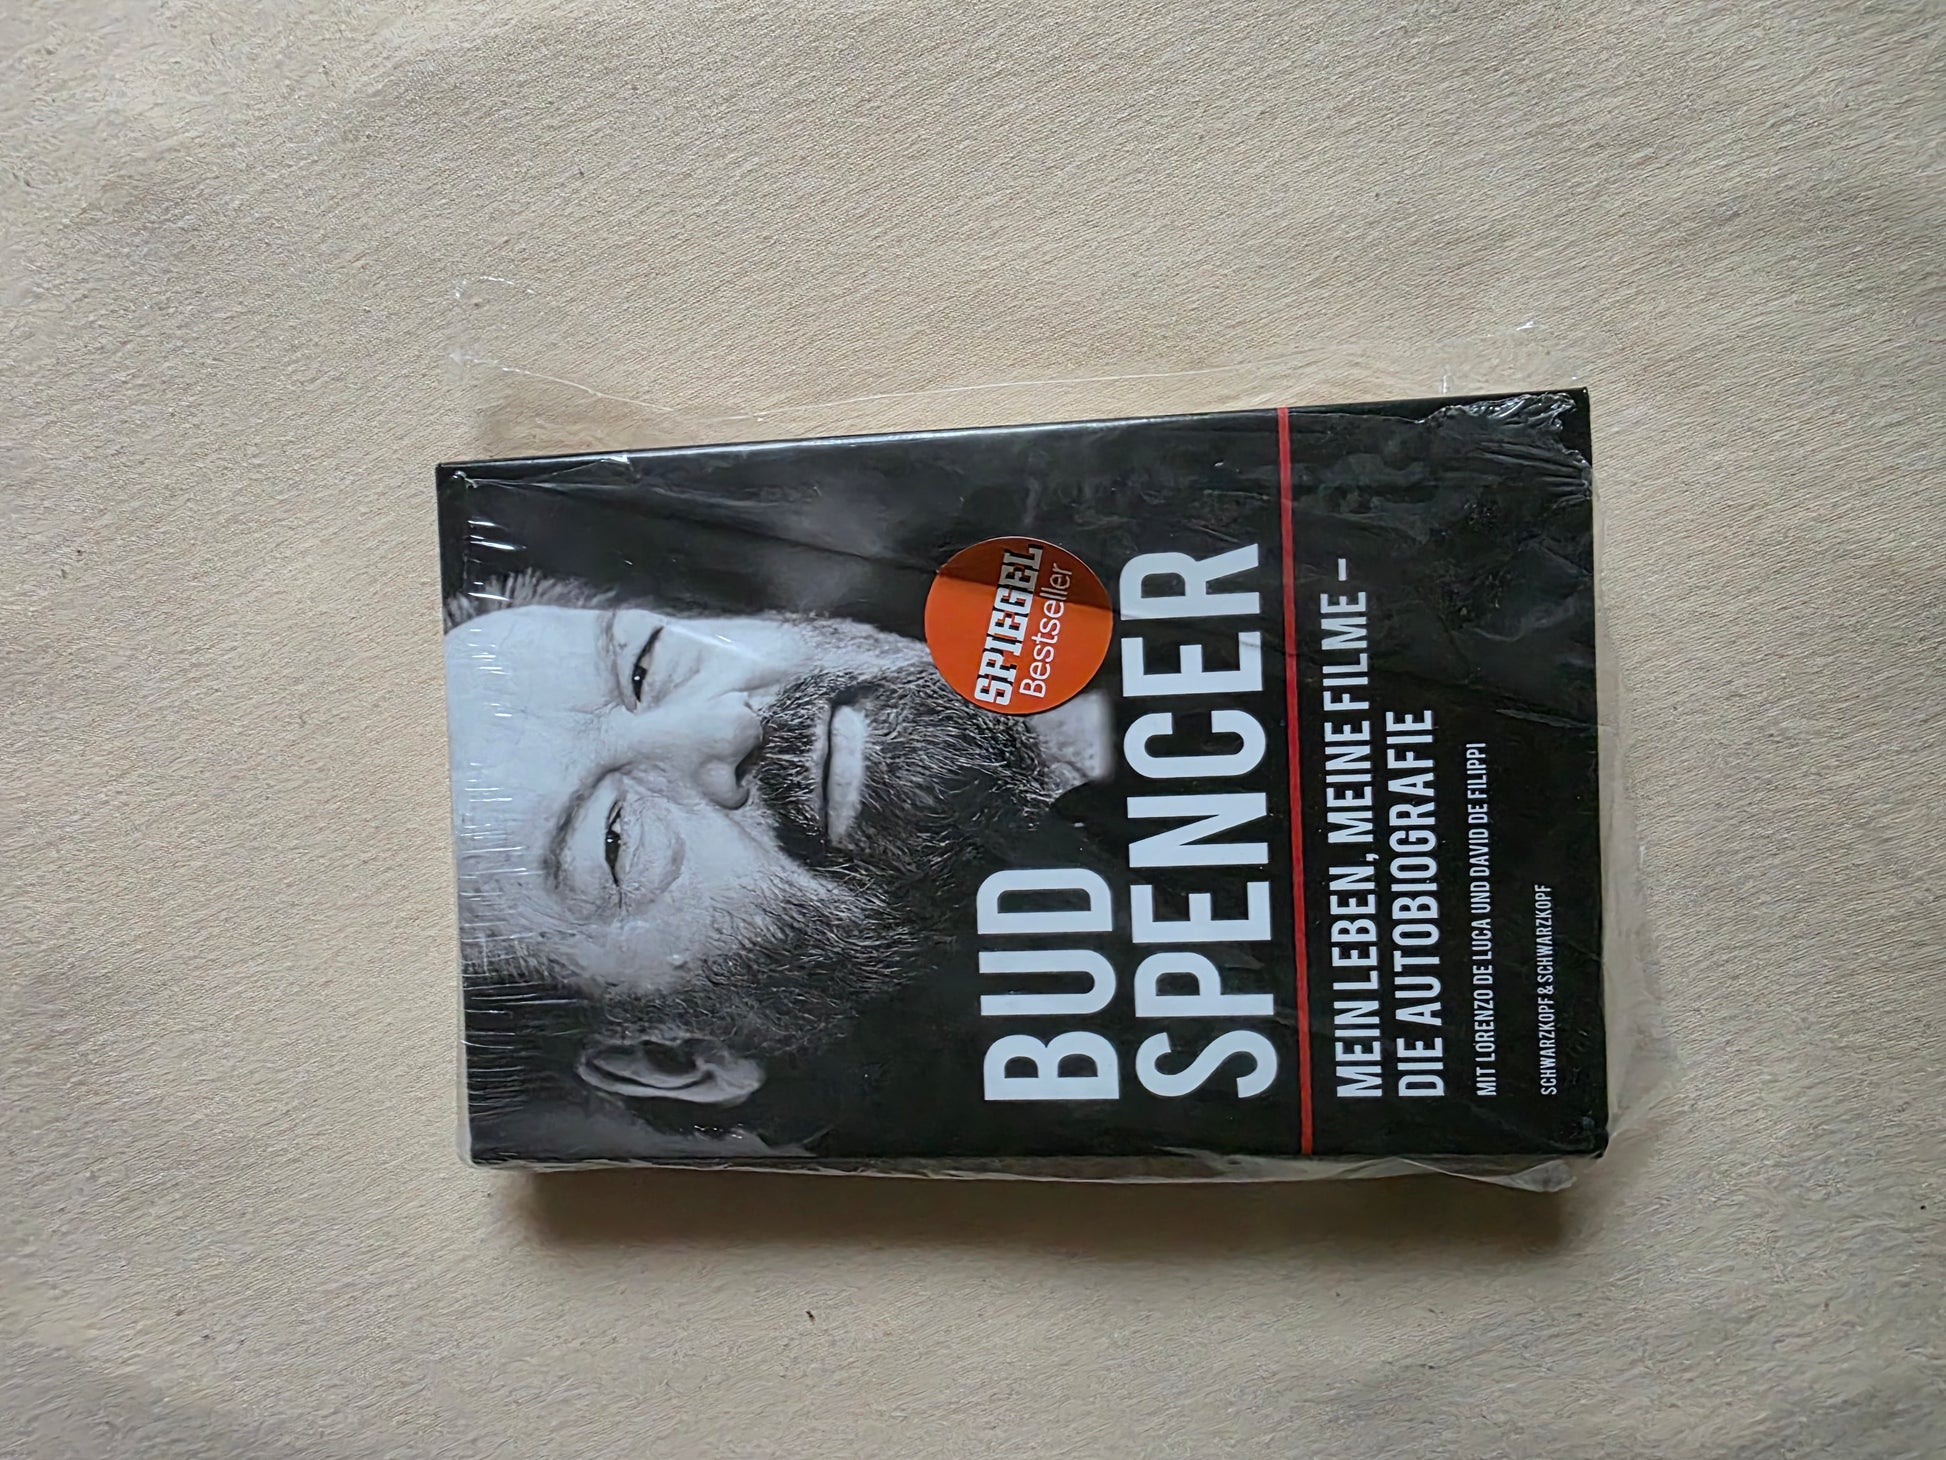 SPIEGEL
Bestseller
BUD
SPENCER
MEIN LEBEN, MEINE FILME –
DIE AUTOBIOGRAFIE
MIT LORENZO DE LUCA UND DAVID DE FILIPPI
SCHWARZKOPF & SCHWARZKOPF